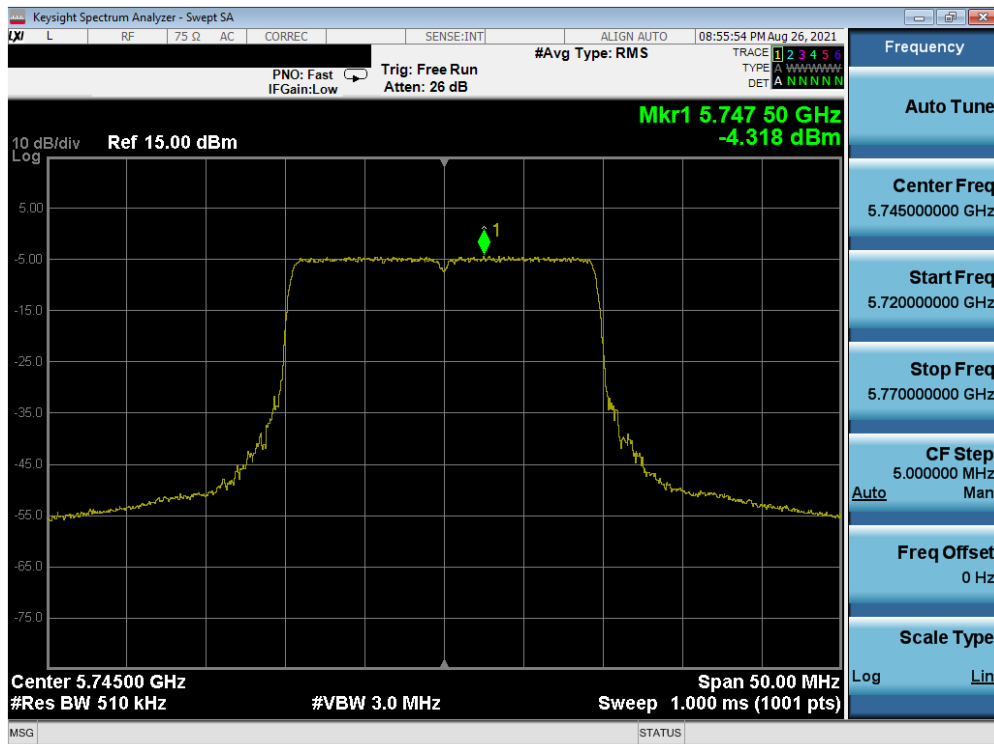 Keysight Spectrum Analyzer - Swept SA
LXI L RF 75 Ω AC CORREC SENSE:INT ALIGN AUTO 08:55:54 PM Aug 26, 2021
PNO: Fast
IFGain:Low
Trig: Free Run
Atten: 26 dB
#Avg Type: RMS
TRACE 1 2 3 4 5 6
TYPE A WWWWW
DET A N N N N N
Mkr1 5.747 50 GHz
-4.318 dBm
10 dB/div Ref 15.00 dBm
Log
5.00
-5.00
-15.0
-25.0
-35.0
-45.0
-55.0
-65.0
-75.0
1
Center 5.74500 GHz Span 50.00 MHz
#Res BW 510 kHz #VBW 3.0 MHz Sweep 1.000 ms (1001 pts)
MSG STATUS
Frequency
Auto Tune
Center Freq
5.745000000 GHz
Start Freq
5.720000000 GHz
Stop Freq
5.770000000 GHz
CF Step
5.000000 MHz
Auto Man
Freq Offset
0 Hz
Scale Type
Log Lin